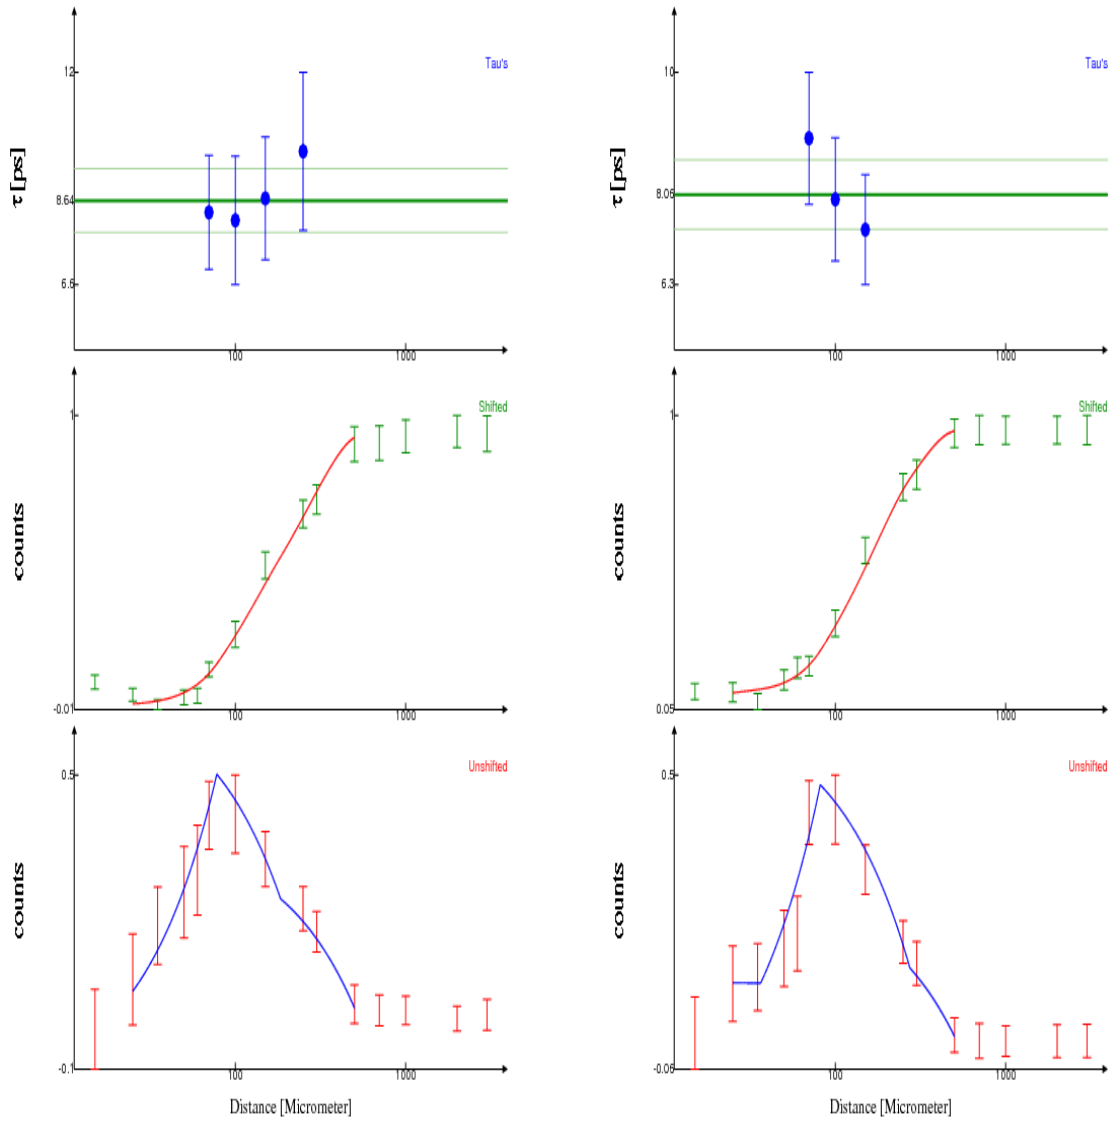 Tau's
12
τ [ps]
8.64
6.6
100
1000
Tau's
10
τ [ps]
8.06
6.3
100
1000
Shifted
1
counts
-0.01
100
1000
Shifted
1
counts
0.05
100
1000
Unshifted
0.5
counts
-0.1
100
1000
Distance [Micrometer]
Unshifted
0.5
counts
-0.06
100
1000
Distance [Micrometer]